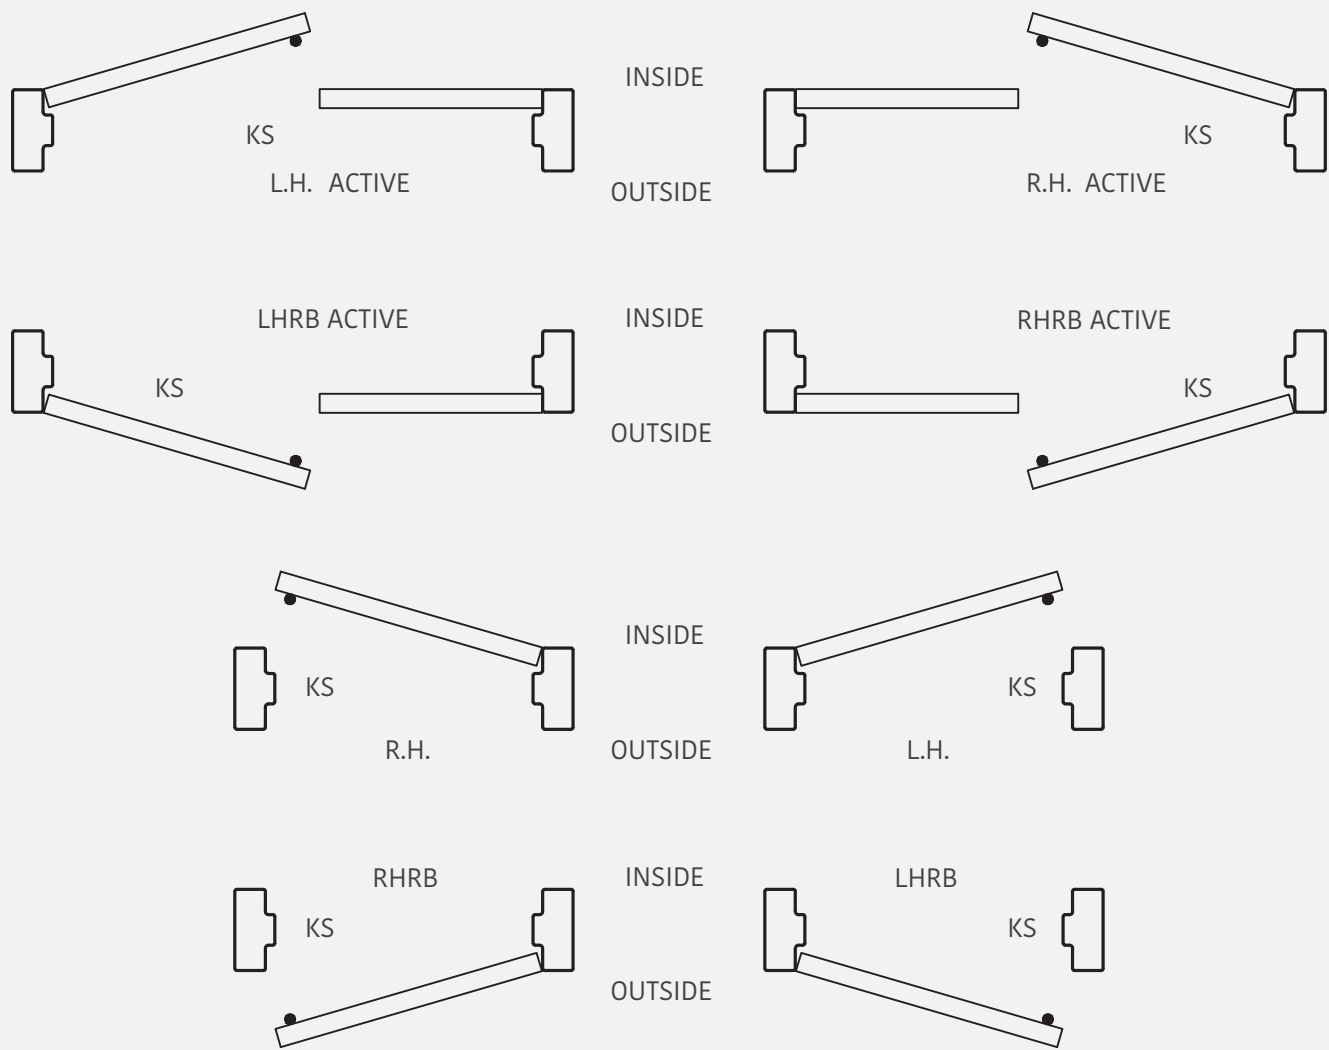 INSIDE
KS
KS
L.H. ACTIVE
R.H. ACTIVE
OUTSIDE
LHRB ACTIVE
INSIDE
RHRB ACTIVE
KS
KS
OUTSIDE
INSIDE
KS
KS
R.H.
OUTSIDE
L.H.
RHRB
INSIDE
LHRB
KS
KS
OUTSIDE